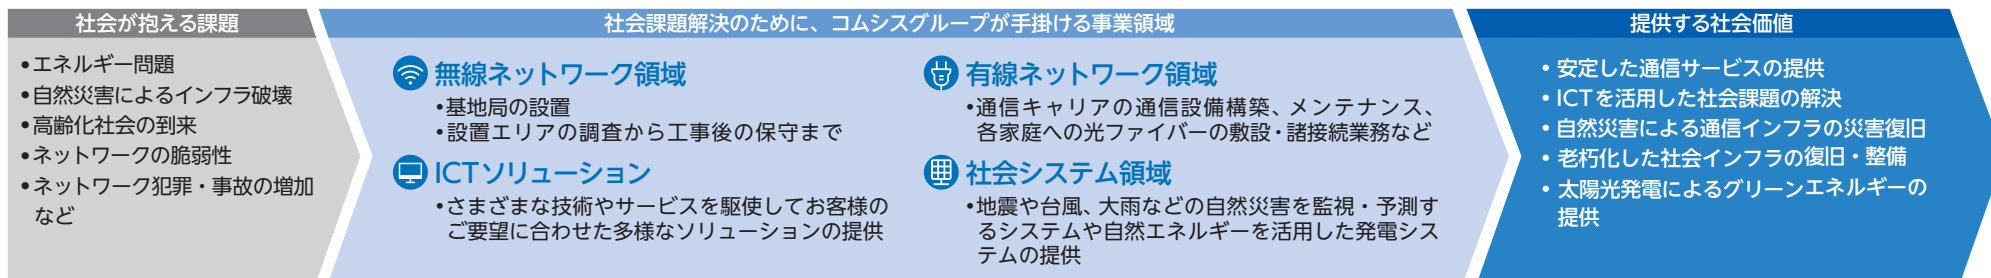 社会が抱える課題
•エネルギー問題
•自然災害によるインフラ破壊
•高齢化社会の到来
•ネットワークの脆弱性
•ネットワーク犯罪・事故の増加
など
社会課題解決のために、コムシスグループが手掛ける事業領域
無線ネットワーク領域
•基地局の設置
•設置エリアの調査から工事後の保守まで
有線ネットワーク領域
•通信キャリアの通信設備構築、メンテナンス、
各家庭への光ファイバーの敷設・諸接続業務など
ICTソリューション
•さまざまな技術やサービスを駆使してお客様の
ご要望に合わせた多様なソリューションの提供
社会システム領域
•地震や台風、大雨などの自然災害を監視・予測す
るシステムや自然エネルギーを活用した発電シス
テムの提供
提供する社会価値
• 安定した通信サービスの提供
• ICTを活用した社会課題の解決
• 自然災害による通信インフラの災害復旧
• 老朽化した社会インフラの復旧・整備
• 太陽光発電によるグリーンエネルギーの
提供